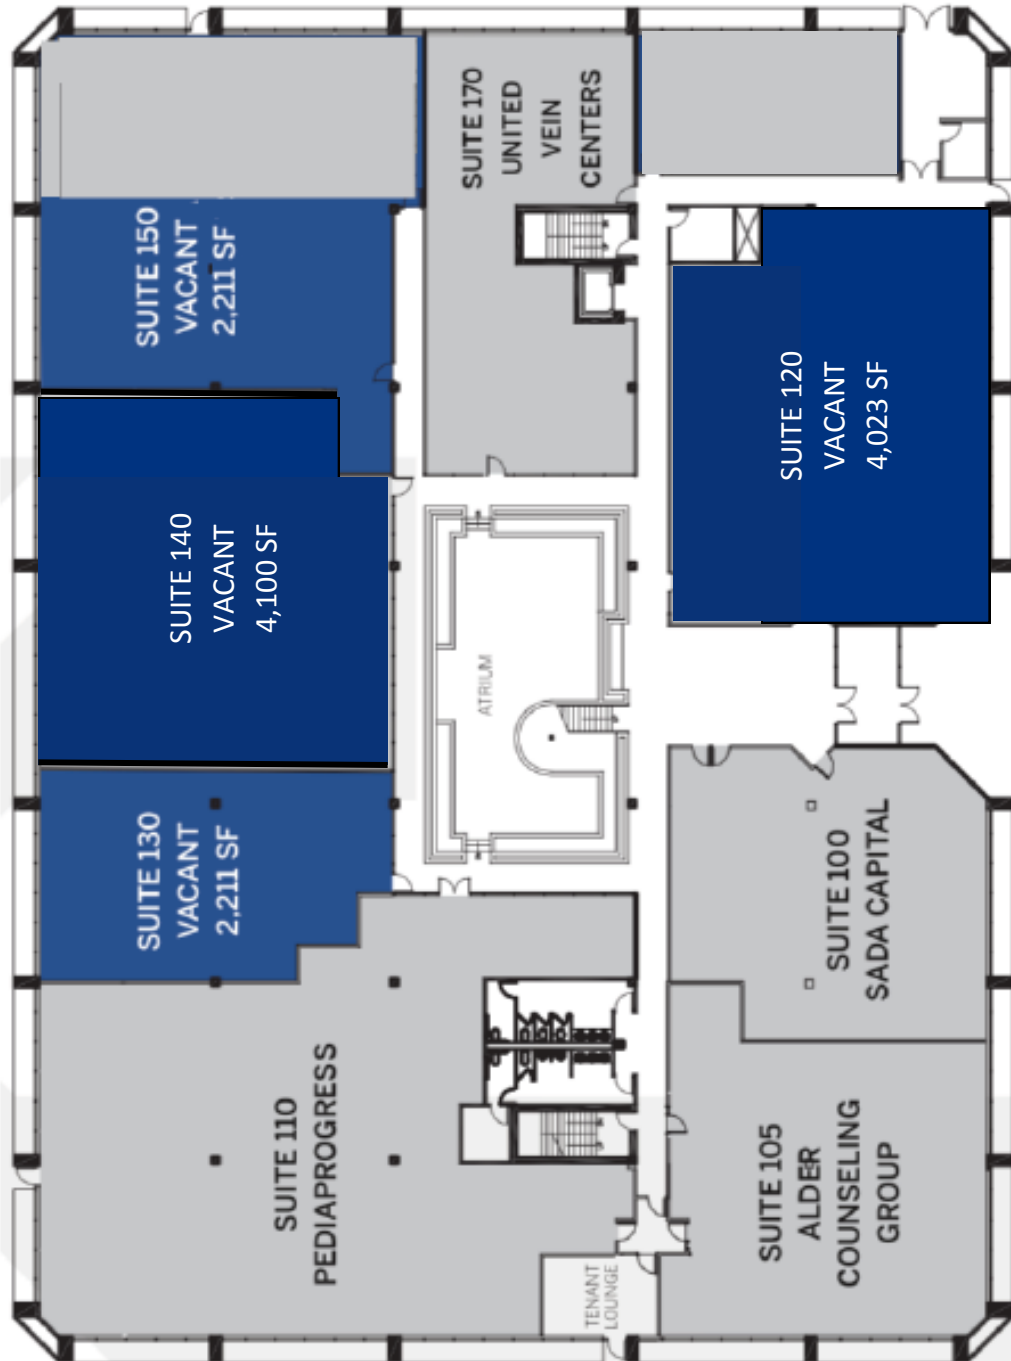 SUITE 170
UNITED
VEIN
CENTERS
SUITE 150
VACANT
2,211 SF
SUITE 120
VACANT
4,023 SF
SUITE 140
VACANT
4,100 SF
ATRIUM
SUITE 130
VACANT
2,211 SF
SUITE 100
SADA CAPITAL
SUITE 110
PEDIAPROGRESS
SUITE 105
ALDER
COUNSELING
GROUP
TENANT
LOUNGE